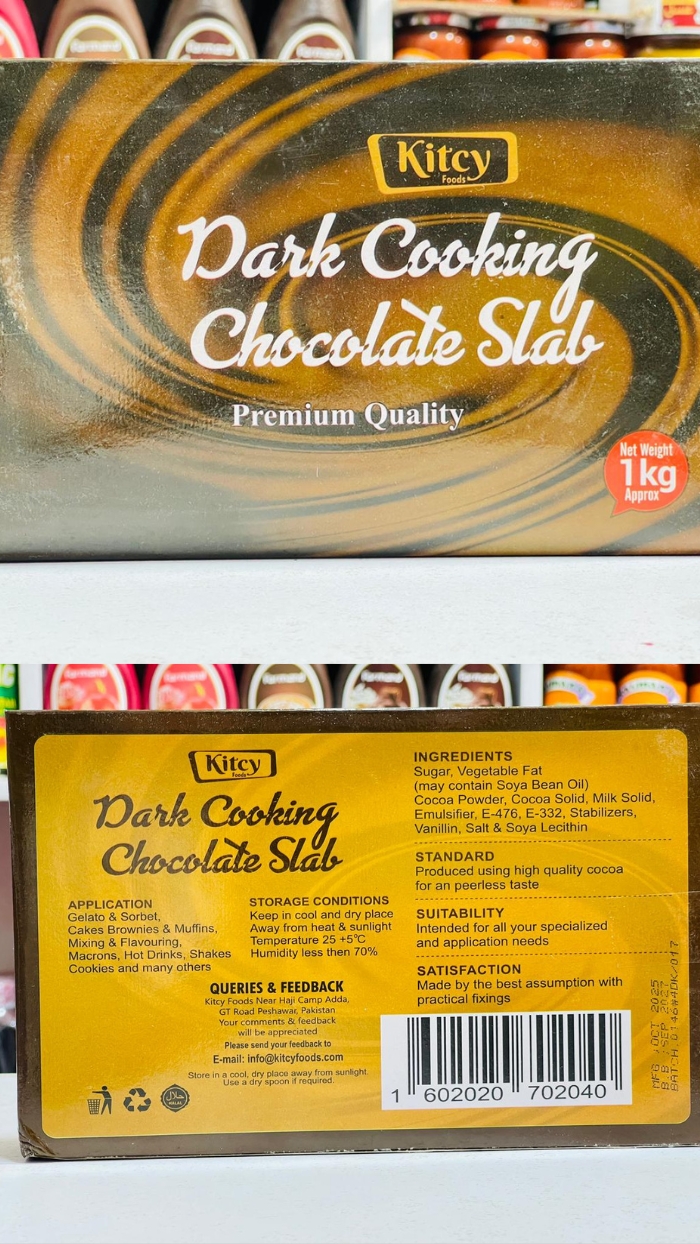 Kitcy
Foods
Dark Cooking
Chocolate Slab
Premium Quality
Net Weight
1kg
Approx
Kitcy
Foods
Dark Cooking
Chocolate Slab
APPLICATION
Gelato & Sorbet,
Cakes Brownies & Muffins,
Mixing & Flavouring,
Macrons, Hot Drinks, Shakes
Cookies and many others
STORAGE CONDITIONS
Keep in cool and dry place
Away from heat & sunlight
Temperature 25 +5°C
Humidity less then 70%
QUERIES & FEEDBACK
Kitcy Foods Near Haji Camp Adda,
GT Road Peshawar, Pakistan
Your comments & feedback
will be appreciated
Please send your feedback to
E-mail: info@kitcyfoods.com
Store in a cool, dry place away from sunlight.
Use a dry spoon if required.
حلال
HALAL
INGREDIENTS
Sugar, Vegetable Fat
(may contain Soya Bean Oil)
Cocoa Powder, Cocoa Solid, Milk Solid,
Emulsifier, E-476, E-332, Stabilizers,
Vanillin, Salt & Soya Lecithin
STANDARD
Produced using high quality cocoa
for an peerless taste
SUITABILITY
Intended for all your specialized
and application needs
SATISFACTION
Made by the best assumption with
practical fixings
1 602020 702040
MFG :OCT 2025
B.B :SEP 2027
BATCH:0146#4DK/017